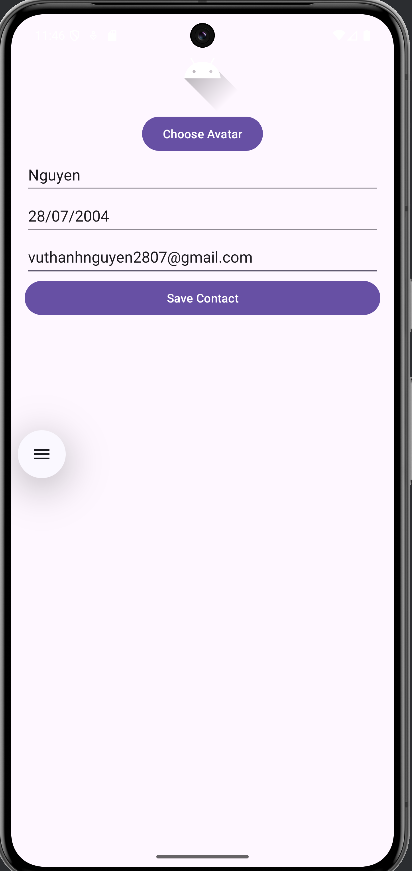 Choose Avatar
Nguyen
28/07/2004
vuthanhnguyen2807@gmail.com
Save Contact